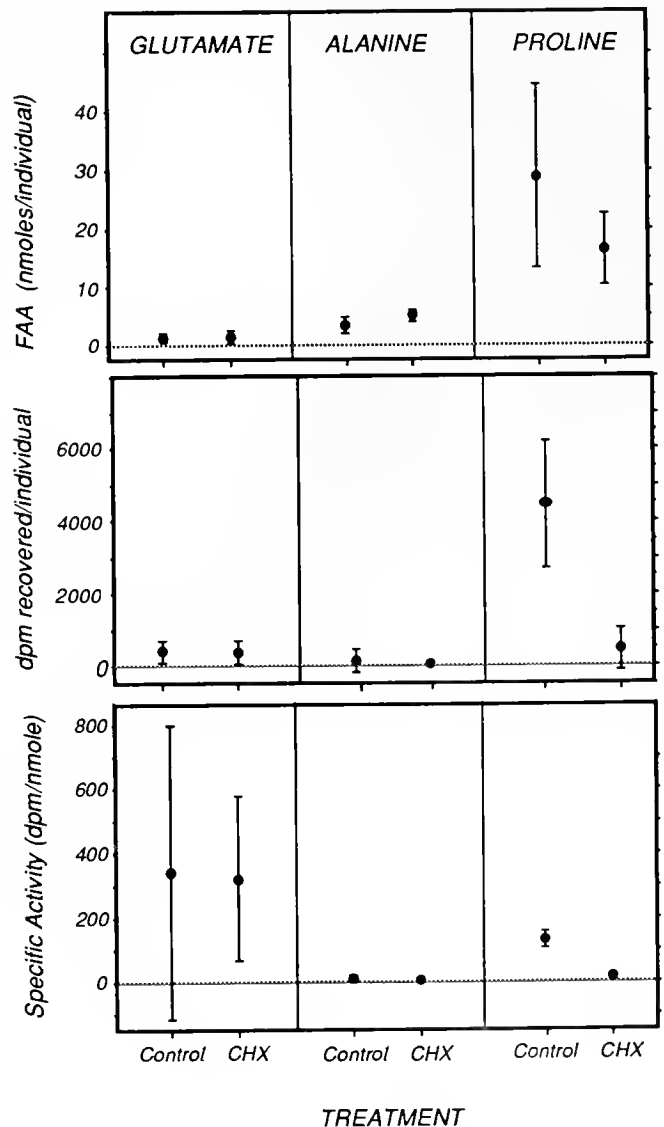 GLUTAMATE ALANINE PROLINE
FAA (nmoles/individual)
40
30
20
10
0
dpm recovered/individual
6000
4000
2000
0
Specific Activity (dpm/nmole)
800
600
400
200
0
Control CHX Control CHX Control CHX
TREATMENT